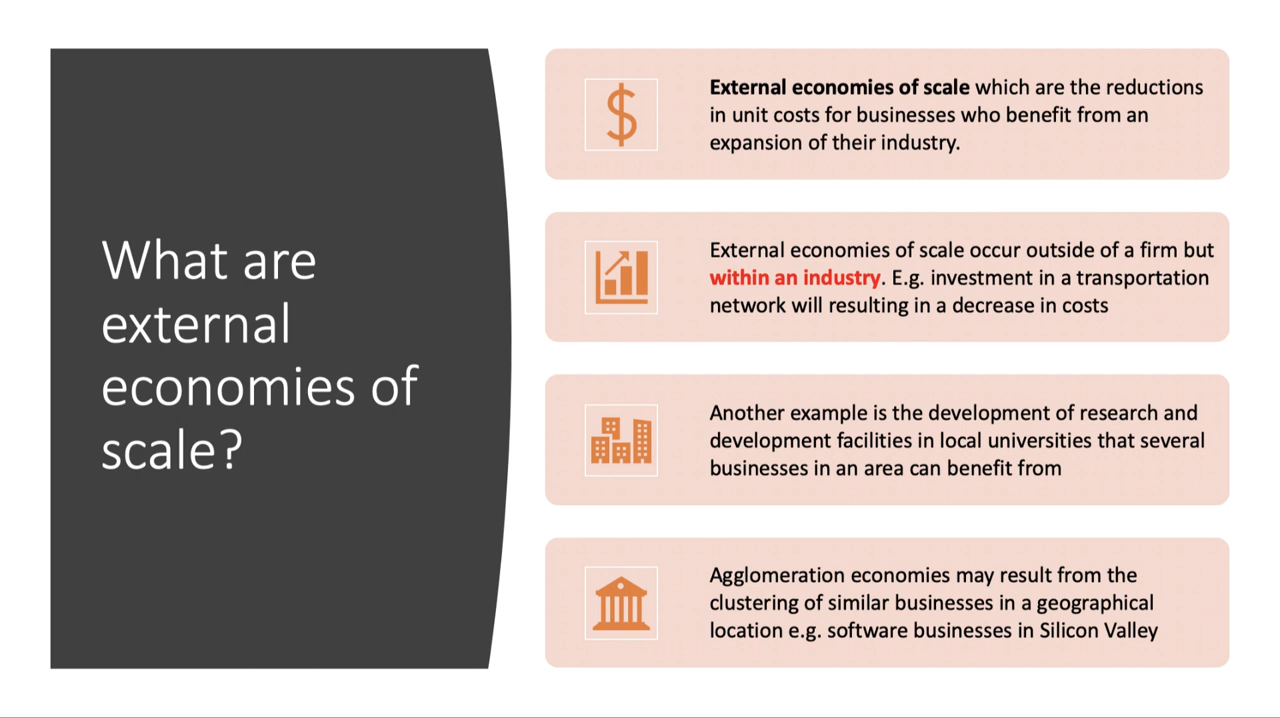 What are
external
economies of
scale?
External economies of scale which are the reductions
in unit costs for businesses who benefit from an
expansion of their industry.
External economies of scale occur outside of a firm but
within an industry. E.g. investment in a transportation
network will resulting in a decrease in costs
Another example is the development of research and
development facilities in local universities that several
businesses in an area can benefit from
Agglomeration economies may result from the
clustering of similar businesses in a geographical
location e.g. software businesses in Silicon Valley